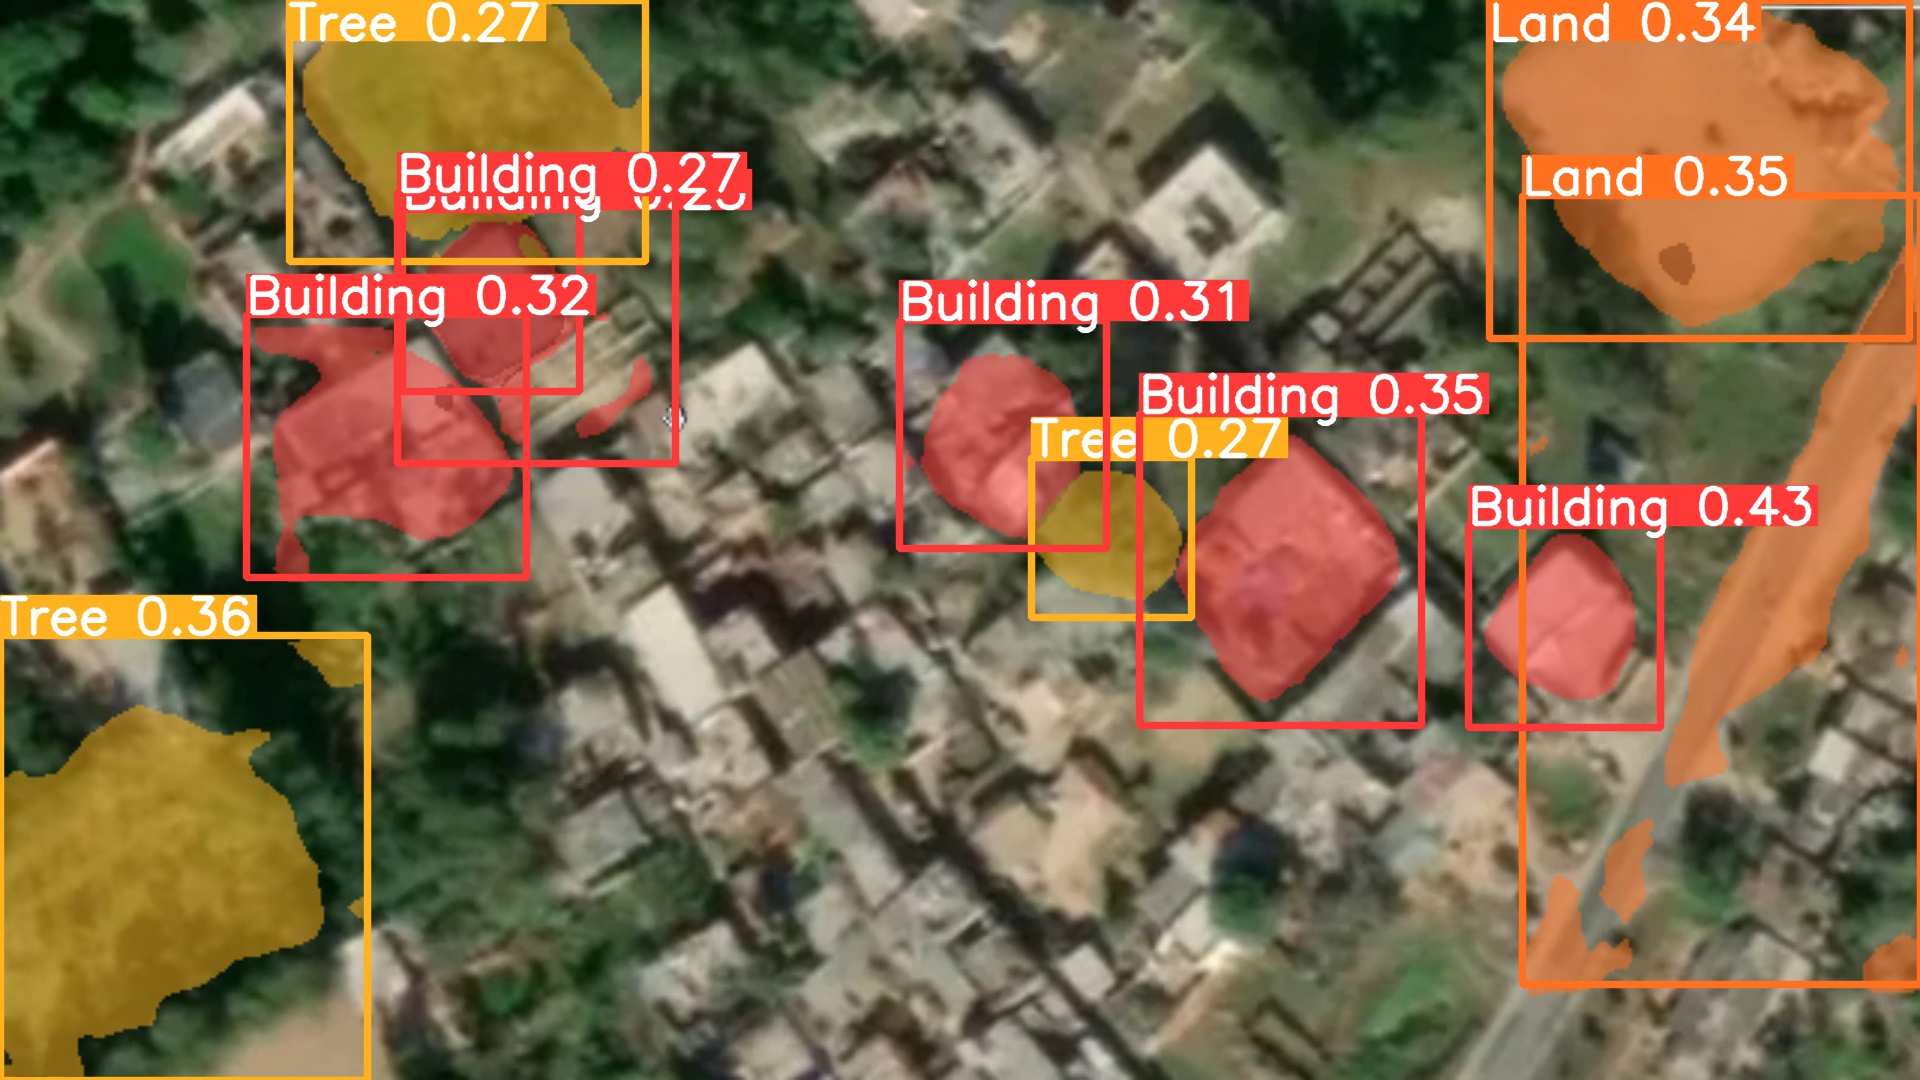 Tree 0.27
Land 0.34
Building 0.27
Land 0.35
Building 0.32
Building 0.31
Building 0.35
Tree 0.27
Building 0.43
Tree 0.36